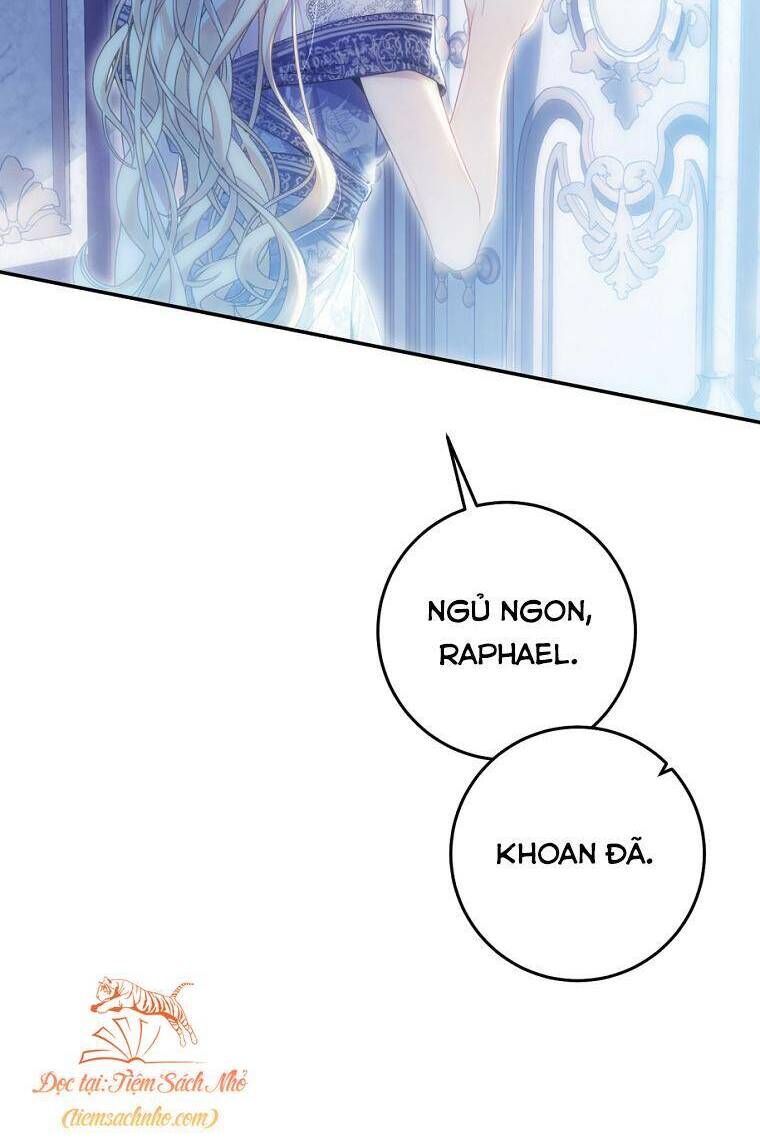 NGỦ NGON,
RAPHAEL.
KHOAN ĐÃ.
Đọc tại: Tiệm Sách Nhỏ
(tiemsachnho.com)